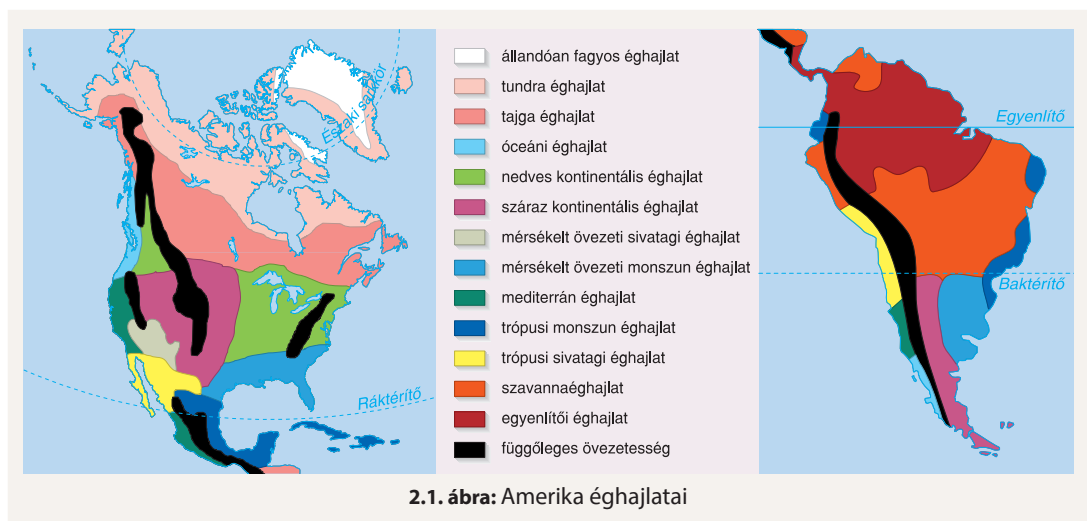 Északi sarkkör
Ráktérítő
állandóan fagyos éghajlat
tundra éghajlat
tajga éghajlat
óceáni éghajlat
nedves kontinentális éghajlat
száraz kontinentális éghajlat
mérsékelt övezeti sivatagi éghajlat
mérsékelt övezeti monszun éghajlat
mediterrán éghajlat
trópusi monszun éghajlat
trópusi sivatagi éghajlat
szavannaéghajlat
egyenlítői éghajlat
függőleges övezetesség
Egyenlítő
Baktérítő
2.1. ábra: Amerika éghajlatai